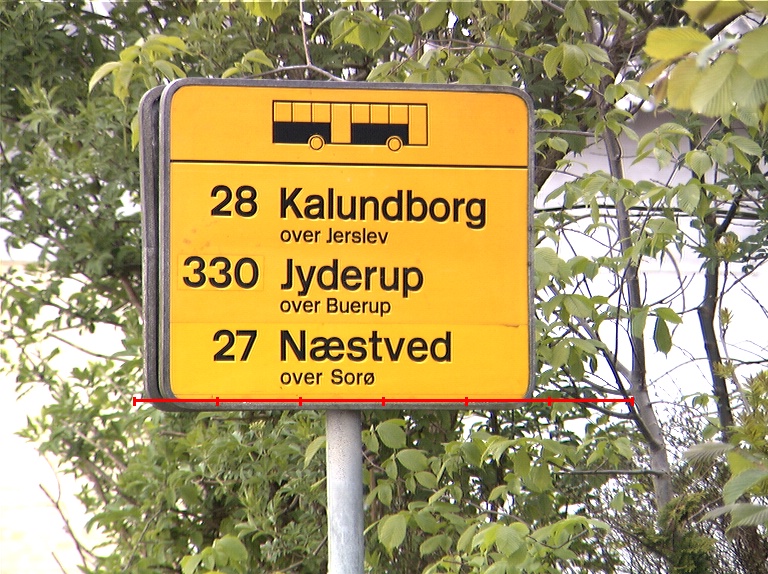 28 Kalundborg
over Jerslev
330 Jyderup
over Buerup
27 Næstved
over Sorø